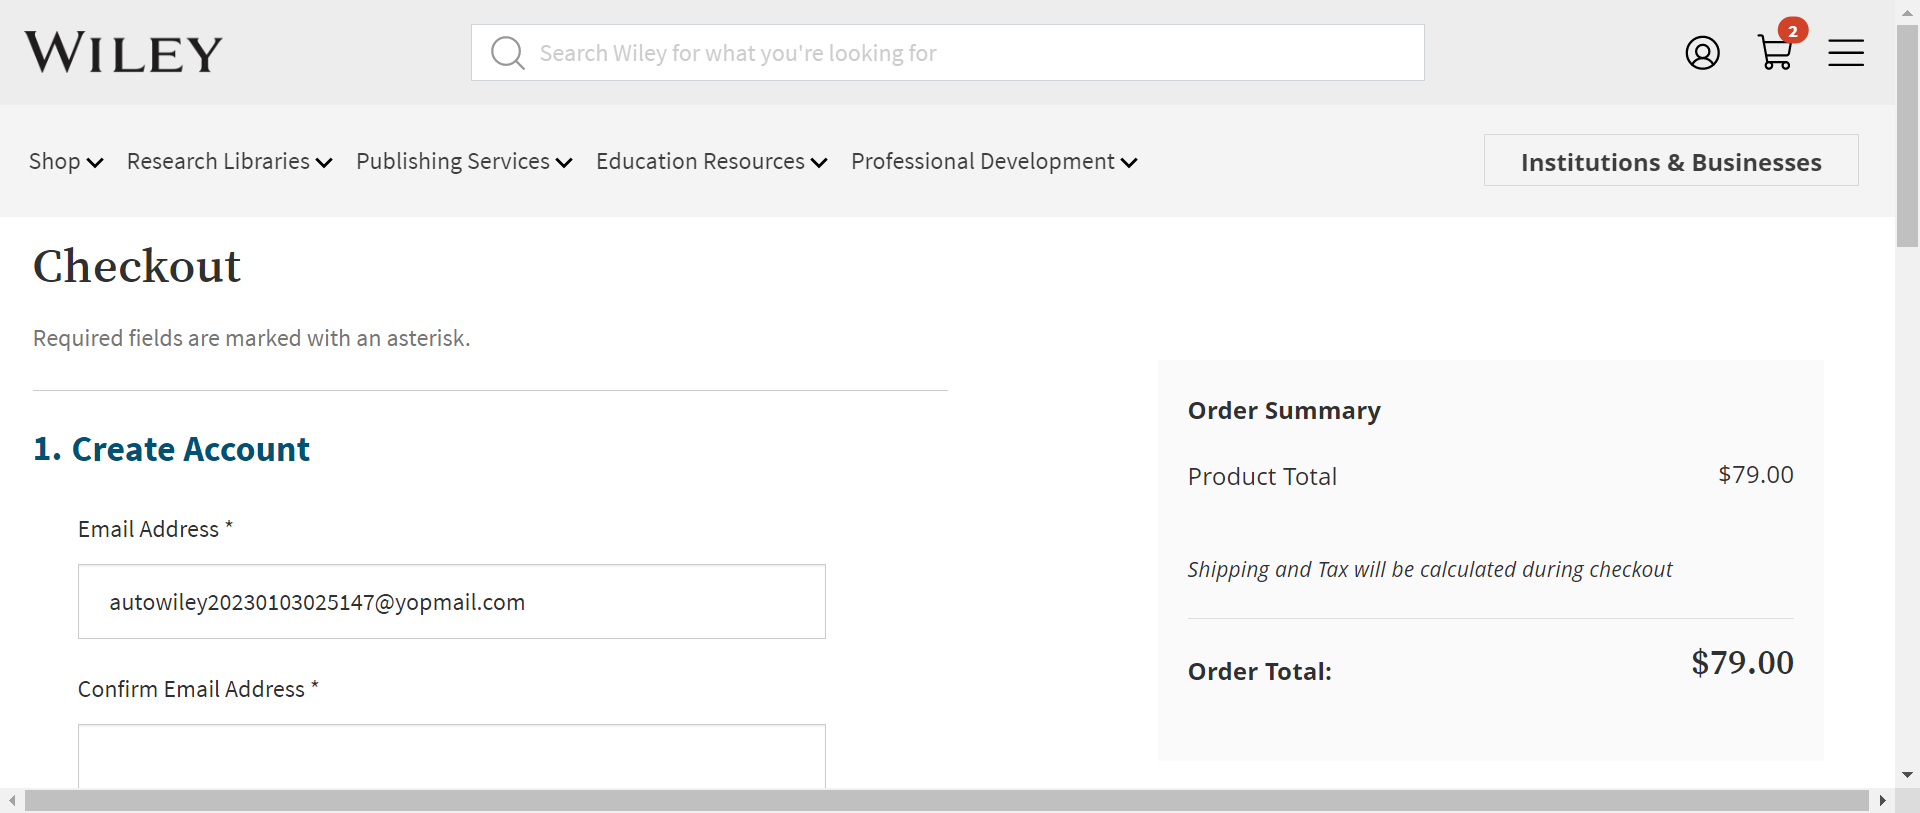 WILEY
Search Wiley for what you're looking for
2
Shop Research Libraries Publishing Services Education Resources Professional Development
Institutions & Businesses
Checkout
Required fields are marked with an asterisk.
1. Create Account
Email Address *
autowiley20230103025147@yopmail.com
Confirm Email Address *
Order Summary
Product Total $79.00
Shipping and Tax will be calculated during checkout
Order Total: $79.00